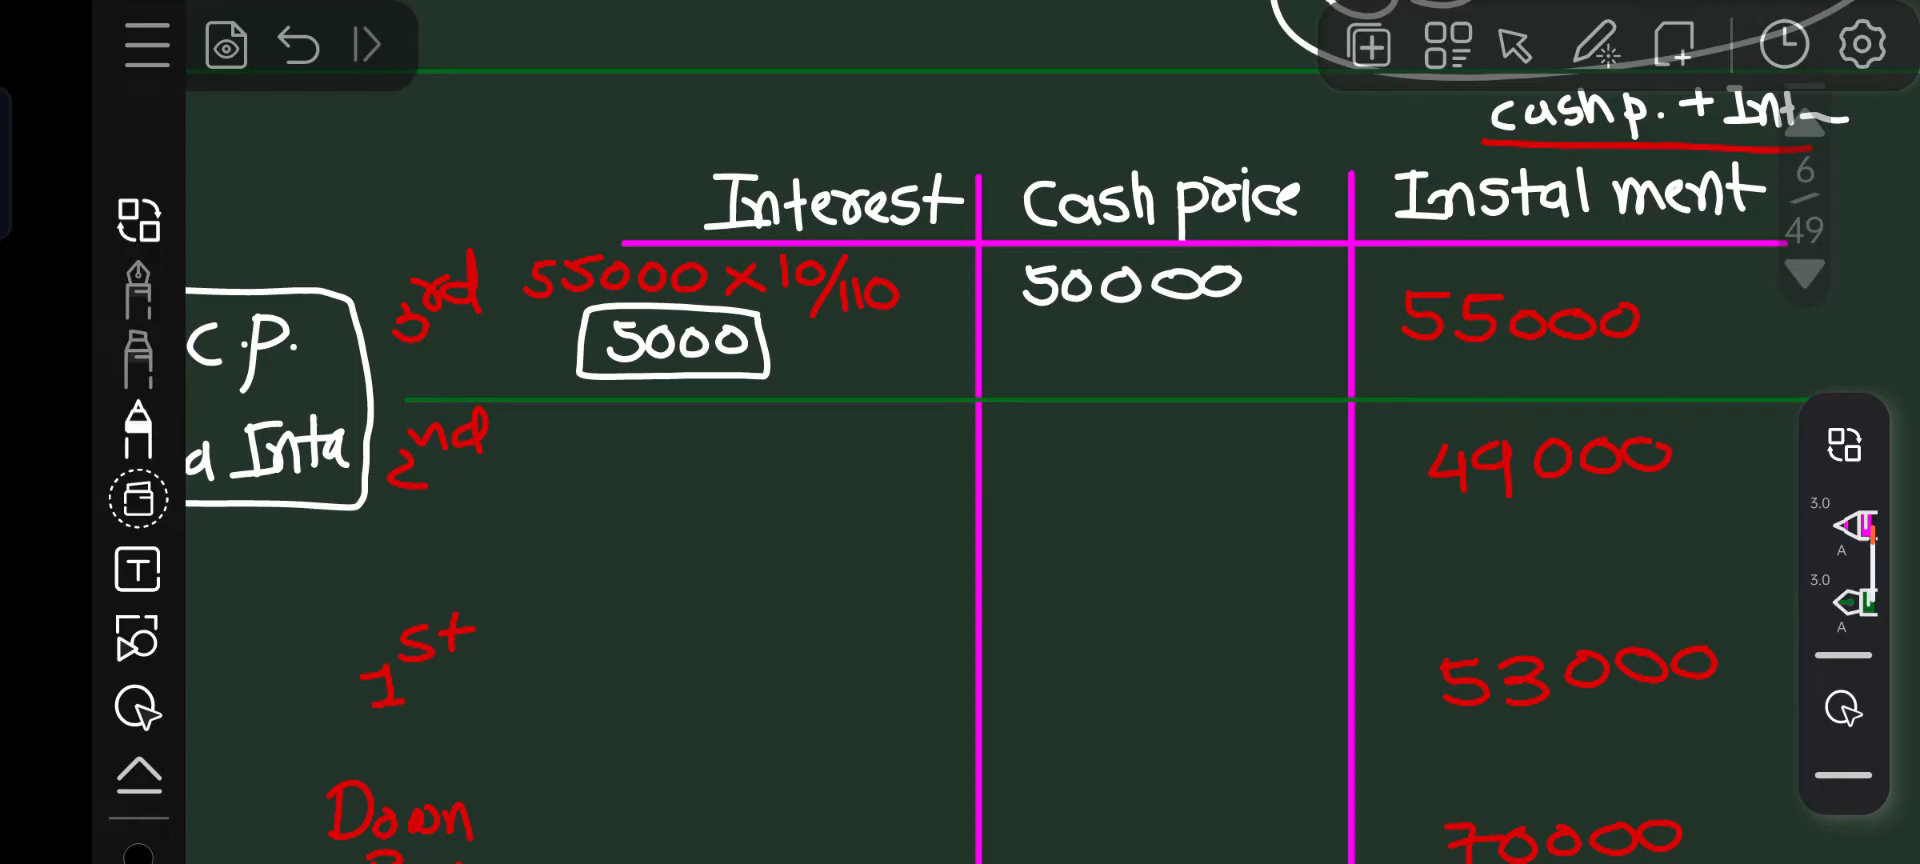 cash p. + Int
Interest Cash price Instalment
6
49
3rd 55000 × 10/110 50000 55000
5000
C.P.
a Inta
2nd 49000
1st 53000
Down 70000
T
3.0
A
3.0
A